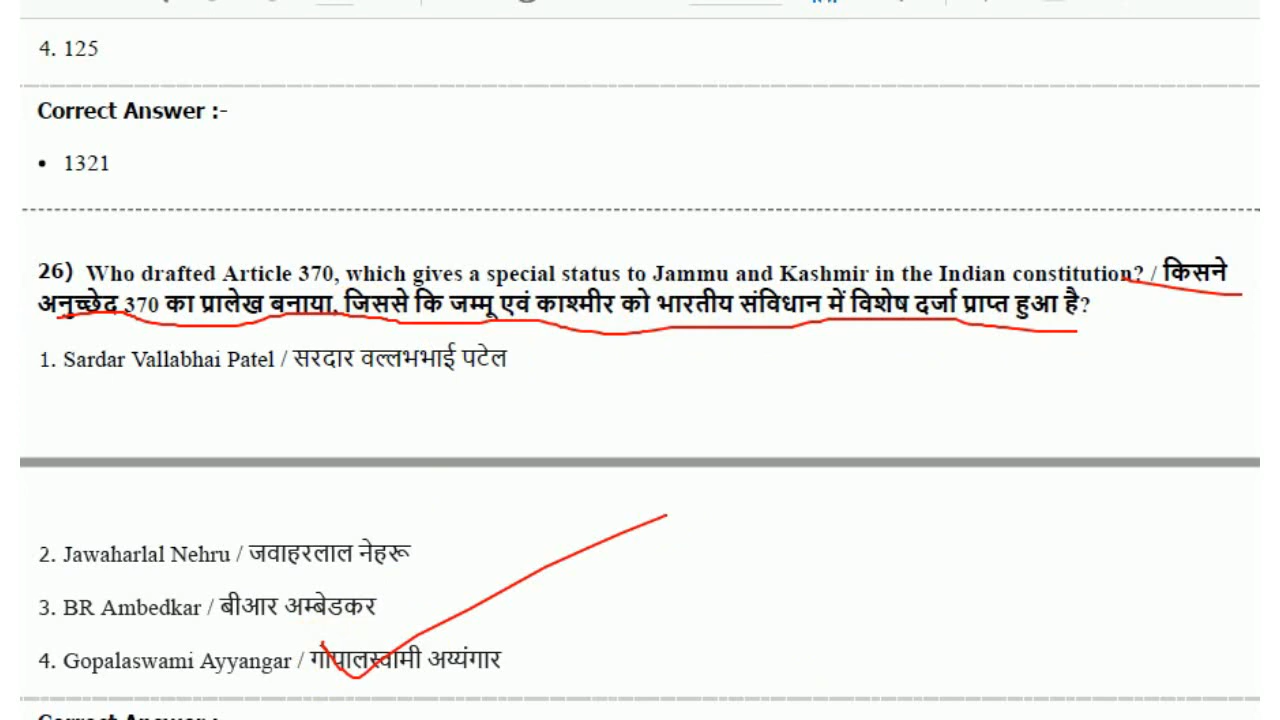 4. 125
Correct Answer :-
• 1321
26) Who drafted Article 370, which gives a special status to Jammu and Kashmir in the Indian constitution? / किसने
अनुच्छेद 370 का प्रालेख बनाया, जिससे कि जम्मू एवं काश्मीर को भारतीय संविधान में विशेष दर्जा प्राप्त हुआ है?
1. Sardar Vallabhai Patel / सरदार वल्लभभाई पटेल
2. Jawaharlal Nehru / जवाहरलाल नेहरू
3. BR Ambedkar / बीआर अम्बेडकर
4. Gopalaswami Ayyangar / गोपालस्वामी अय्यंगार
Correct Answer :-